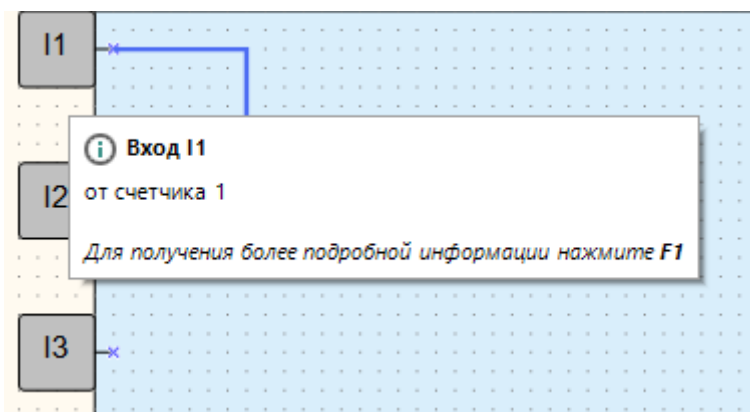 I1
Вход I1
от счетчика 1
I2
Для получения более подробной информации нажмите F1
I3